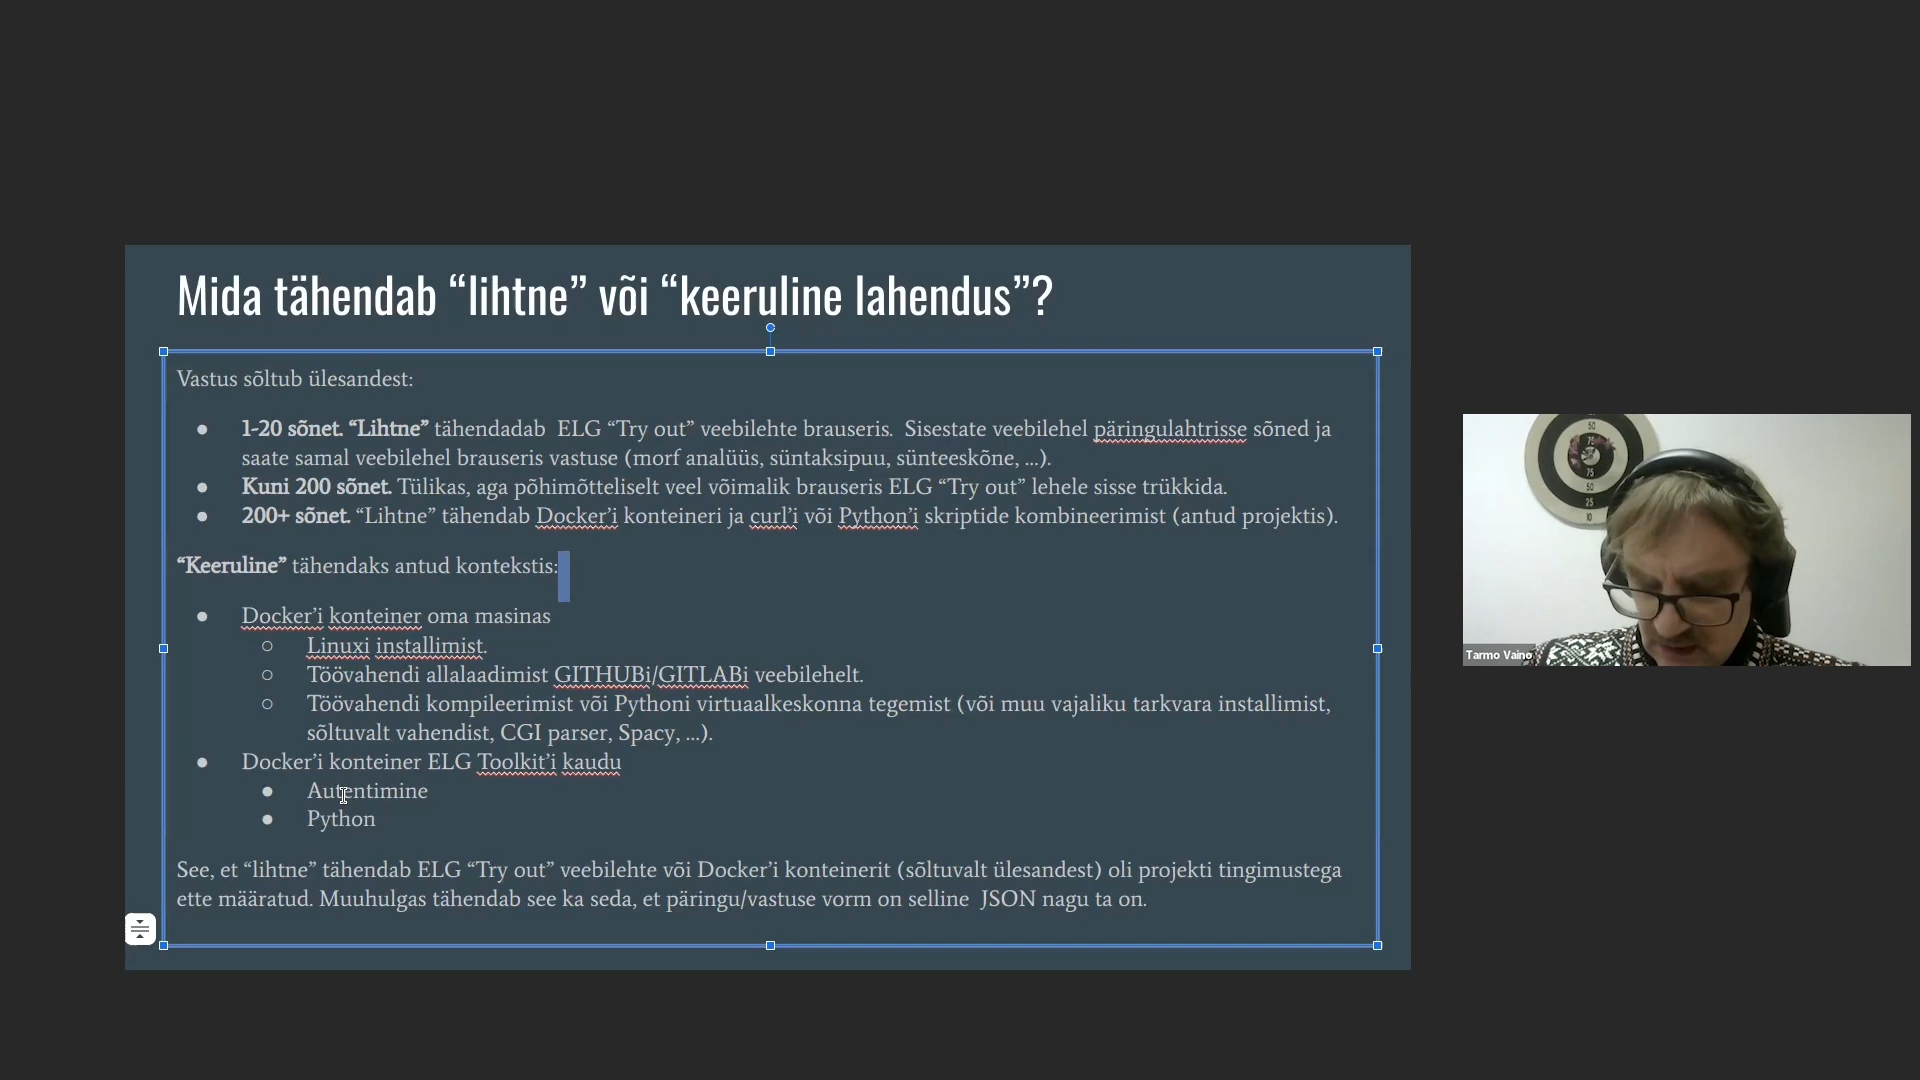 Mida tähendab “lihtne” või “keeruline lahendus”?
Vastus sõltub ülesandest:
● 1-20 sõnet. “Lihtne” tähendadab  ELG “Try out” veebilehte brauseris.  Sisestate veebilehel päringulahtrisse sõned ja
saate samal veebilehel brauseris vastuse (morf analüüs, süntaksipuu, sünteeskõne, ...).
● Kuni 200 sõnet. Tülikas, aga põhimõtteliselt veel võimalik brauseris ELG “Try out” lehele sisse trükkida.
● 200+ sõnet. “Lihtne” tähendab Docker’i konteineri ja curl’i või Python’i skriptide kombineerimist (antud projektis).
“Keeruline” tähendaks antud kontekstis:
● Docker’i konteiner oma masinas
○ Linuxi installimist.
○ Töövahendi allalaadimist GITHUBi/GITLABi veebilehelt.
○ Töövahendi kompileerimist või Pythoni virtuaalkeskonna tegemist (või muu vajaliku tarkvara installimist,
sõltuvalt vahendist, CGI parser, Spacy, ...).
● Docker’i konteiner ELG Toolkit’i kaudu
● Autentimine
● Python
See, et “lihtne” tähendab ELG “Try out” veebilehte või Docker’i konteinerit (sõltuvalt ülesandest) oli projekti tingimustega
ette määratud. Muuhulgas tähendab see ka seda, et päringu/vastuse vorm on selline  JSON nagu ta on.
50
75
75
50
25
10
Tarmo Vaino